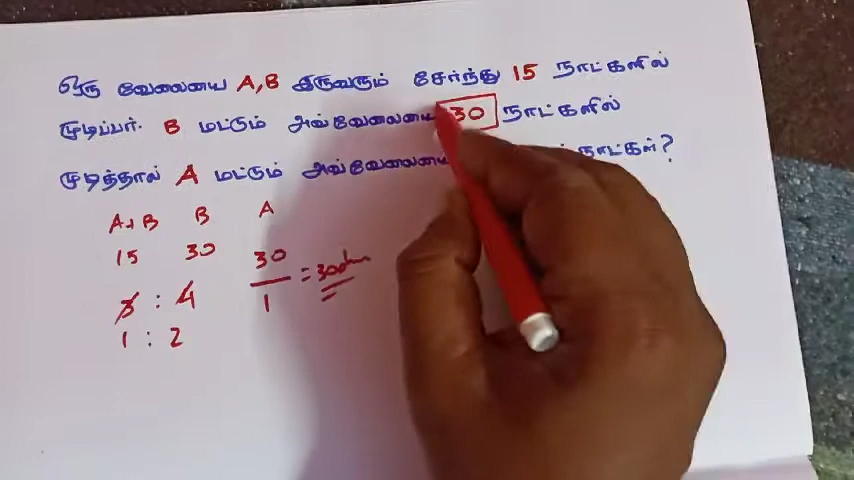 ஒரு வேலையை A,B இருவரும் சேர்ந்து 15 நாட்களில்
முடிப்பர். B மட்டும் அவ்வேலையை 30 நாட்களில்
முடித்தால் A மட்டும் அவ்வேலையை நாட்கள்?
A+B B A
15 30 30
3 : 4 1 = 30
1 : 2